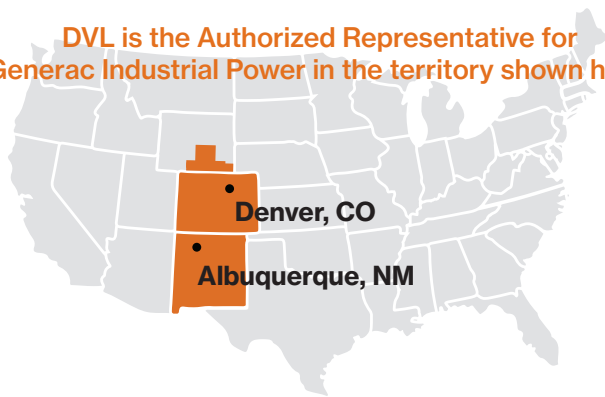 DVL is the Authorized Representative for
Generac Industrial Power in the territory shown h
Denver, CO
Albuquerque, NM